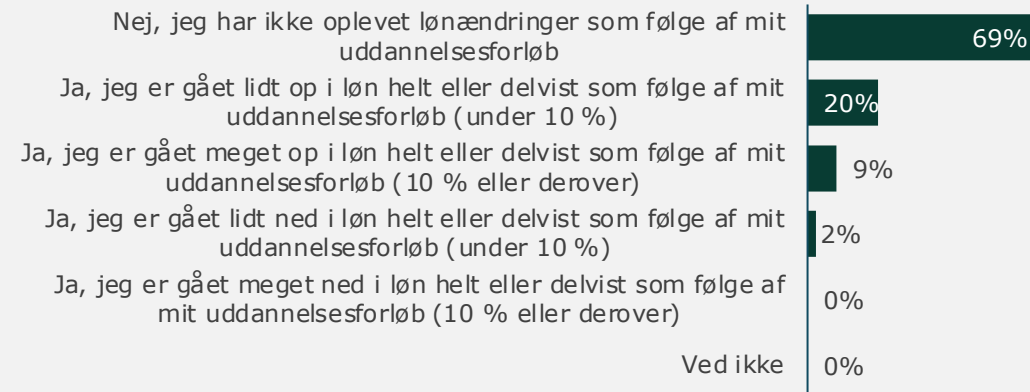 Nej, jeg har ikke oplevet lønændringer som følge af mit
uddannelsesforløb
69%
Ja, jeg er gået lidt op i løn helt eller delvist som følge af mit
uddannelsesforløb (under 10 %)
20%
Ja, jeg er gået meget op i løn helt eller delvist som følge af mit
uddannelsesforløb (10 % eller derover)
9%
Ja, jeg er gået lidt ned i løn helt eller delvist som følge af mit
uddannelsesforløb (under 10 %)
2%
Ja, jeg er gået meget ned i løn helt eller delvist som følge af
mit uddannelsesforløb (10 % eller derover)
0%
Ved ikke
0%